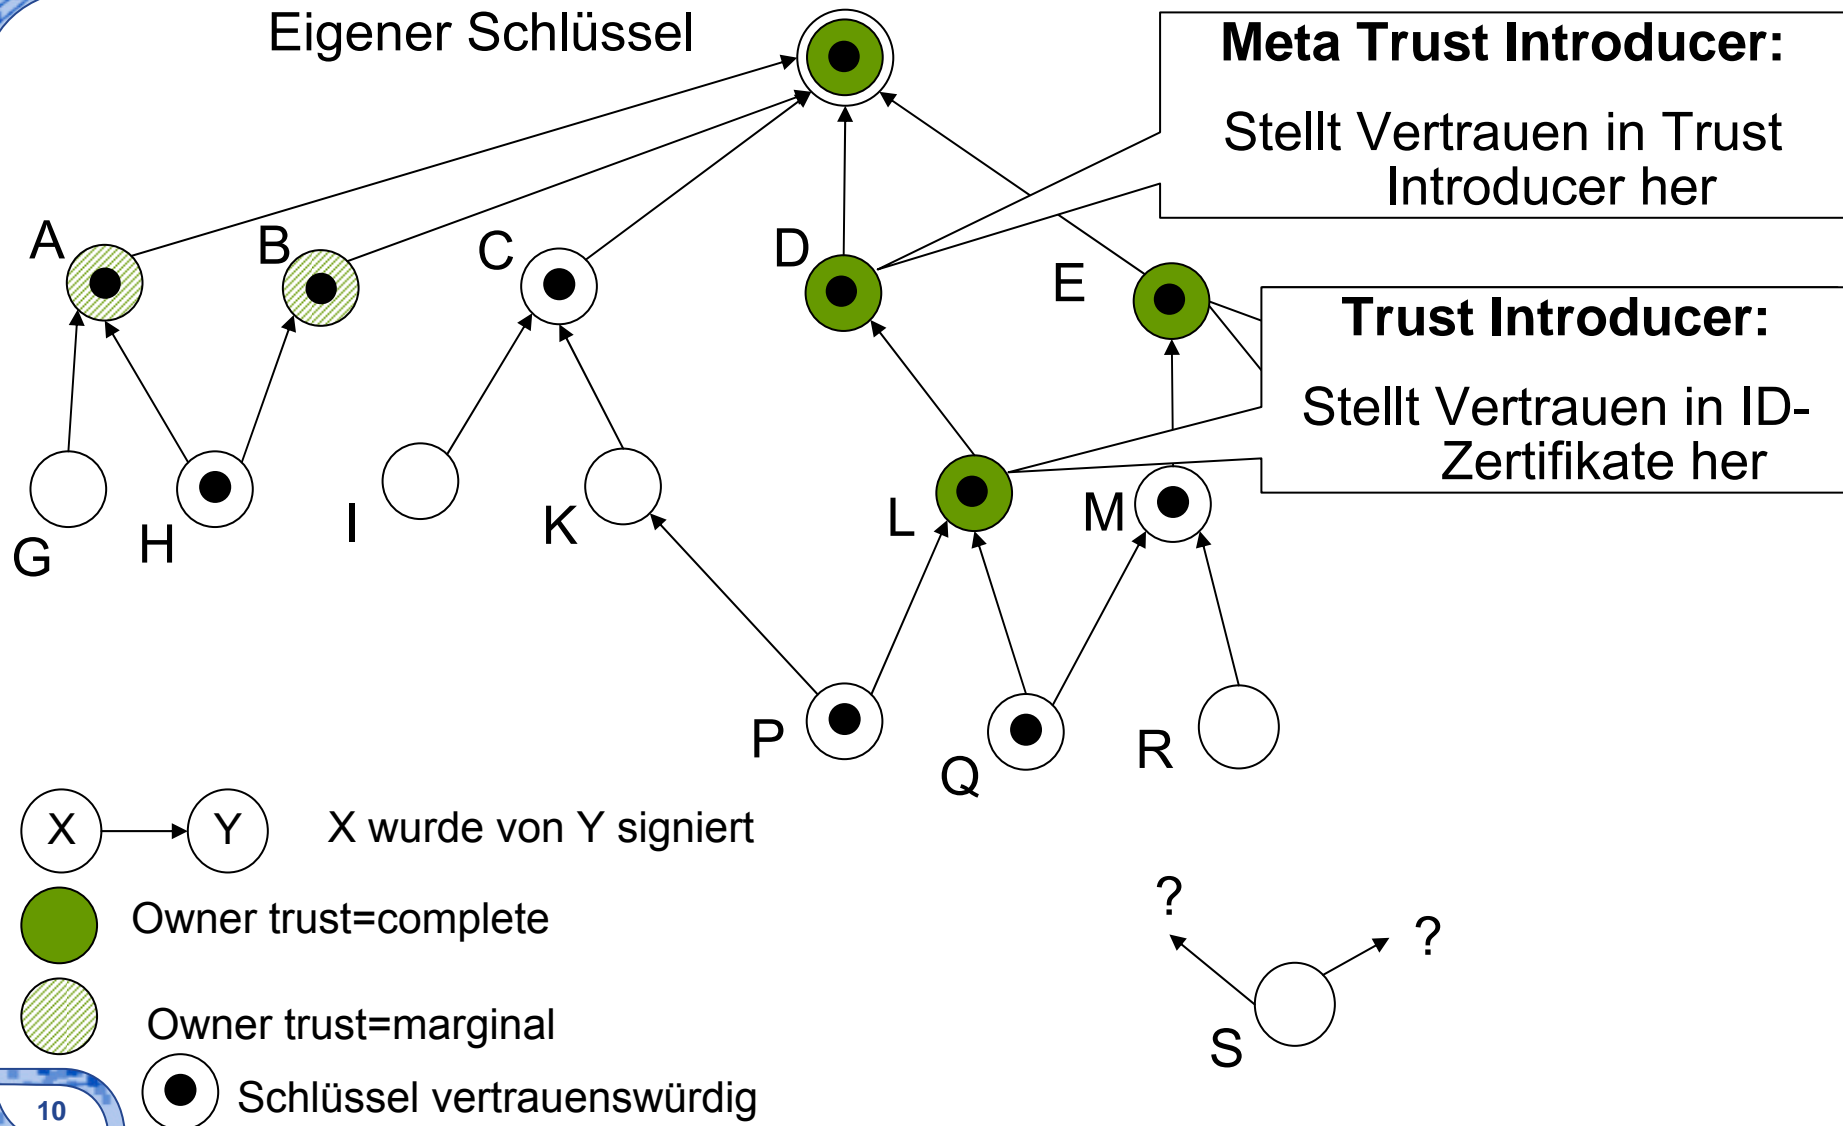 Eigener Schlüssel
Meta Trust Introducer:
Stellt Vertrauen in Trust
Introducer her
A
B
C
D
E
Trust Introducer:
Stellt Vertrauen in ID-
Zertifikate her
G
H
I
K
L
M
P
Q
R
X
Y
X wurde von Y signiert
Owner trust=complete
Owner trust=marginal
Schlüssel vertrauenswürdig
?
?
S
10